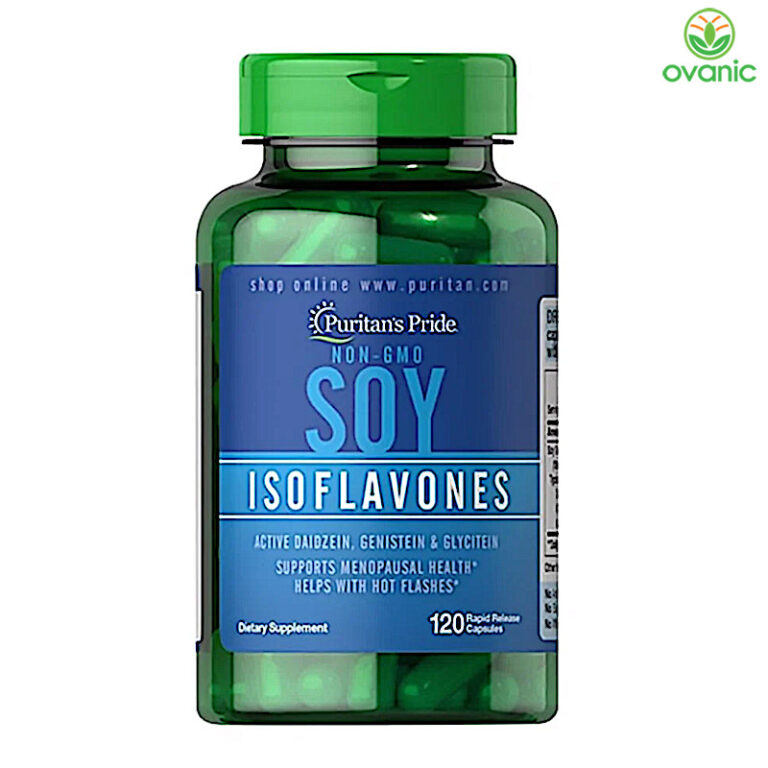 ovanic
shop online www.puritan.com
Puritan's Pride
NON-GMO
SOY
ISOFLAVONES
ACTIVE DAIDZEIN, GENISTEIN & GLYCITEIN
SUPPORTS MENOPAUSAL HEALTH*
HELPS WITH HOT FLASHES*
Dietary Supplement
120 Rapid Release
Capsules